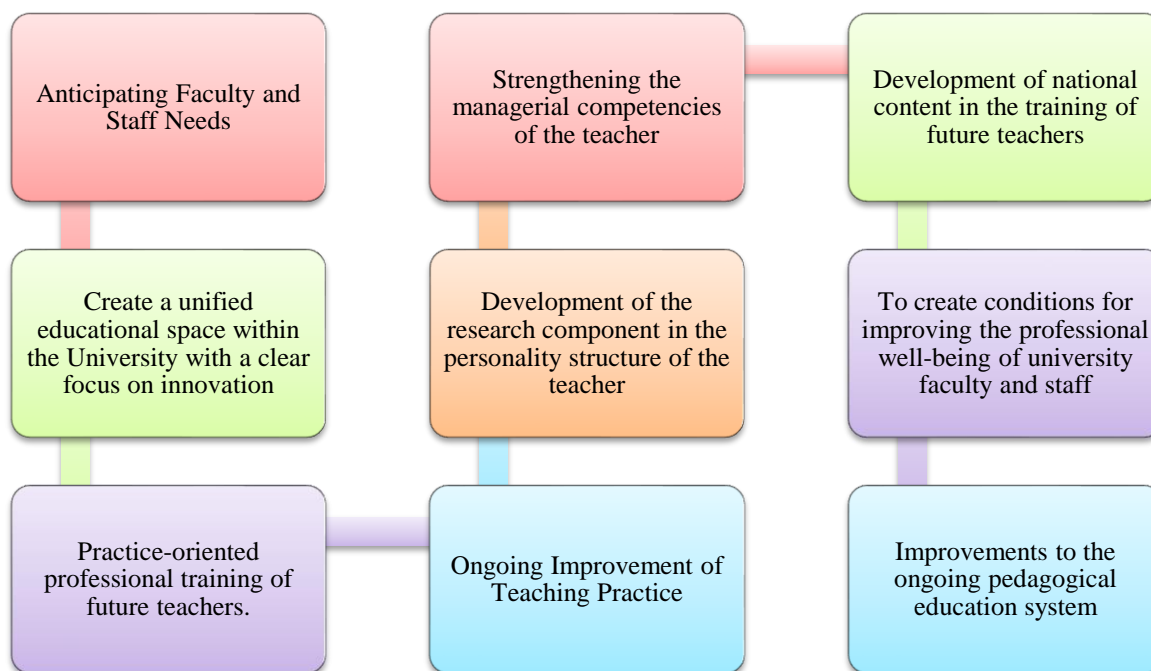 Anticipating Faculty and
Staff Needs
Create a unified
educational space within
the University with a clear
focus on innovation
Practice-oriented
professional training of
future teachers.
Ongoing Improvement of
Teaching Practice
Development of the
research component in the
personality structure of the
teacher
Strengthening the
managerial competencies
of the teacher
Development of national
content in the training of
future teachers
To create conditions for
improving the professional
well-being of university
faculty and staff
Improvements to the
ongoing pedagogical
education system